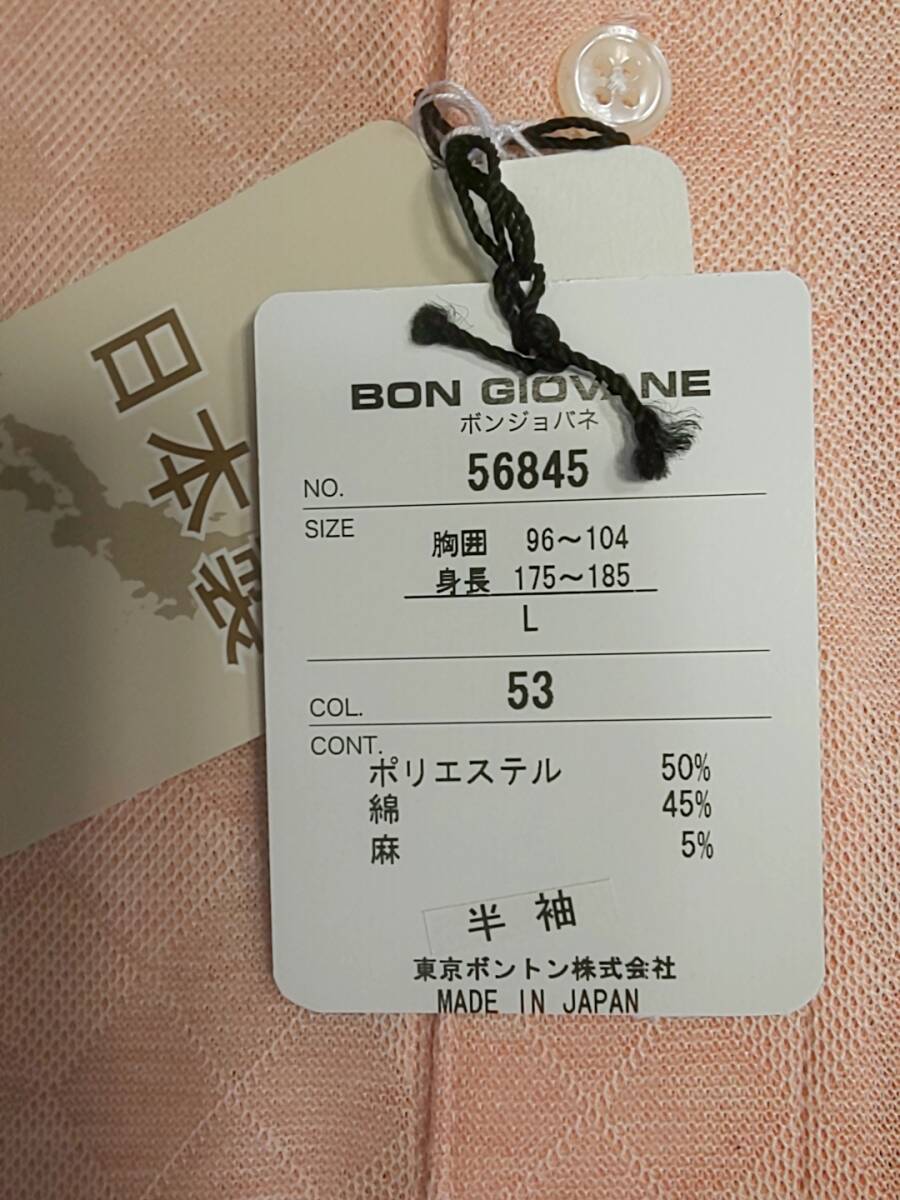 日本製
BON GIOVANE
ボンジョバネ
NO. 56845
SIZE
胸囲 96～104
身長 175～185
L
COL. 53
CONT.
ポリエステル 50%
綿 45%
麻 5%
半袖
東京ボントン株式会社
MADE IN JAPAN